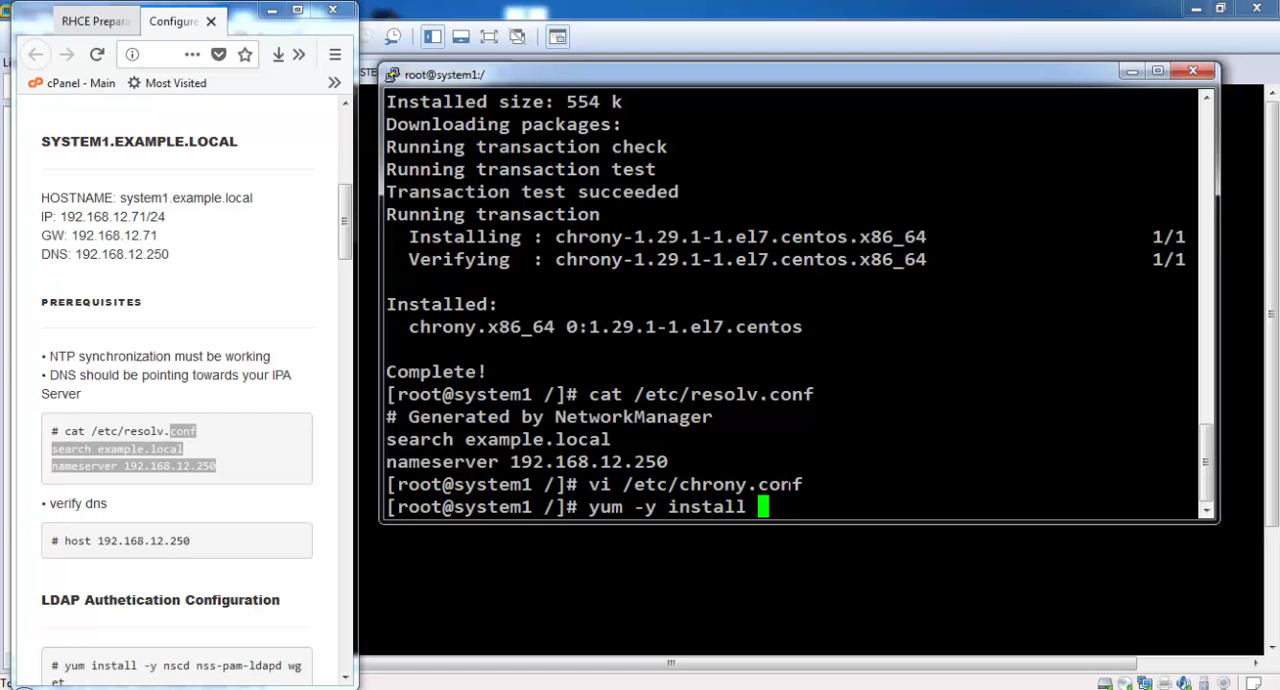 RHCE Prepara
Configure
cPanel - Main
Most Visited
SYSTEM1.EXAMPLE.LOCAL
HOSTNAME: system1.example.local
IP: 192.168.12.71/24
GW: 192.168.12.71
DNS: 192.168.12.250
PREREQUISITES
• NTP synchronization must be working
• DNS should be pointing towards your IPA
Server
# cat /etc/resolv.conf
search example.local
nameserver 192.168.12.250
• verify dns
# host 192.168.12.250
LDAP Authetication Configuration
# yum install -y nscd nss-pam-ldapd wg
et
root@system1:/
Installed size: 554 k
Downloading packages:
Running transaction check
Running transaction test
Transaction test succeeded
Running transaction
Installing : chrony-1.29.1-1.el7.centos.x86_64 1/1
Verifying : chrony-1.29.1-1.el7.centos.x86_64 1/1
Installed:
chrony.x86_64 0:1.29.1-1.el7.centos
Complete!
[root@system1 /]# cat /etc/resolv.conf
# Generated by NetworkManager
search example.local
nameserver 192.168.12.250
[root@system1 /]# vi /etc/chrony.conf
[root@system1 /]# yum -y install